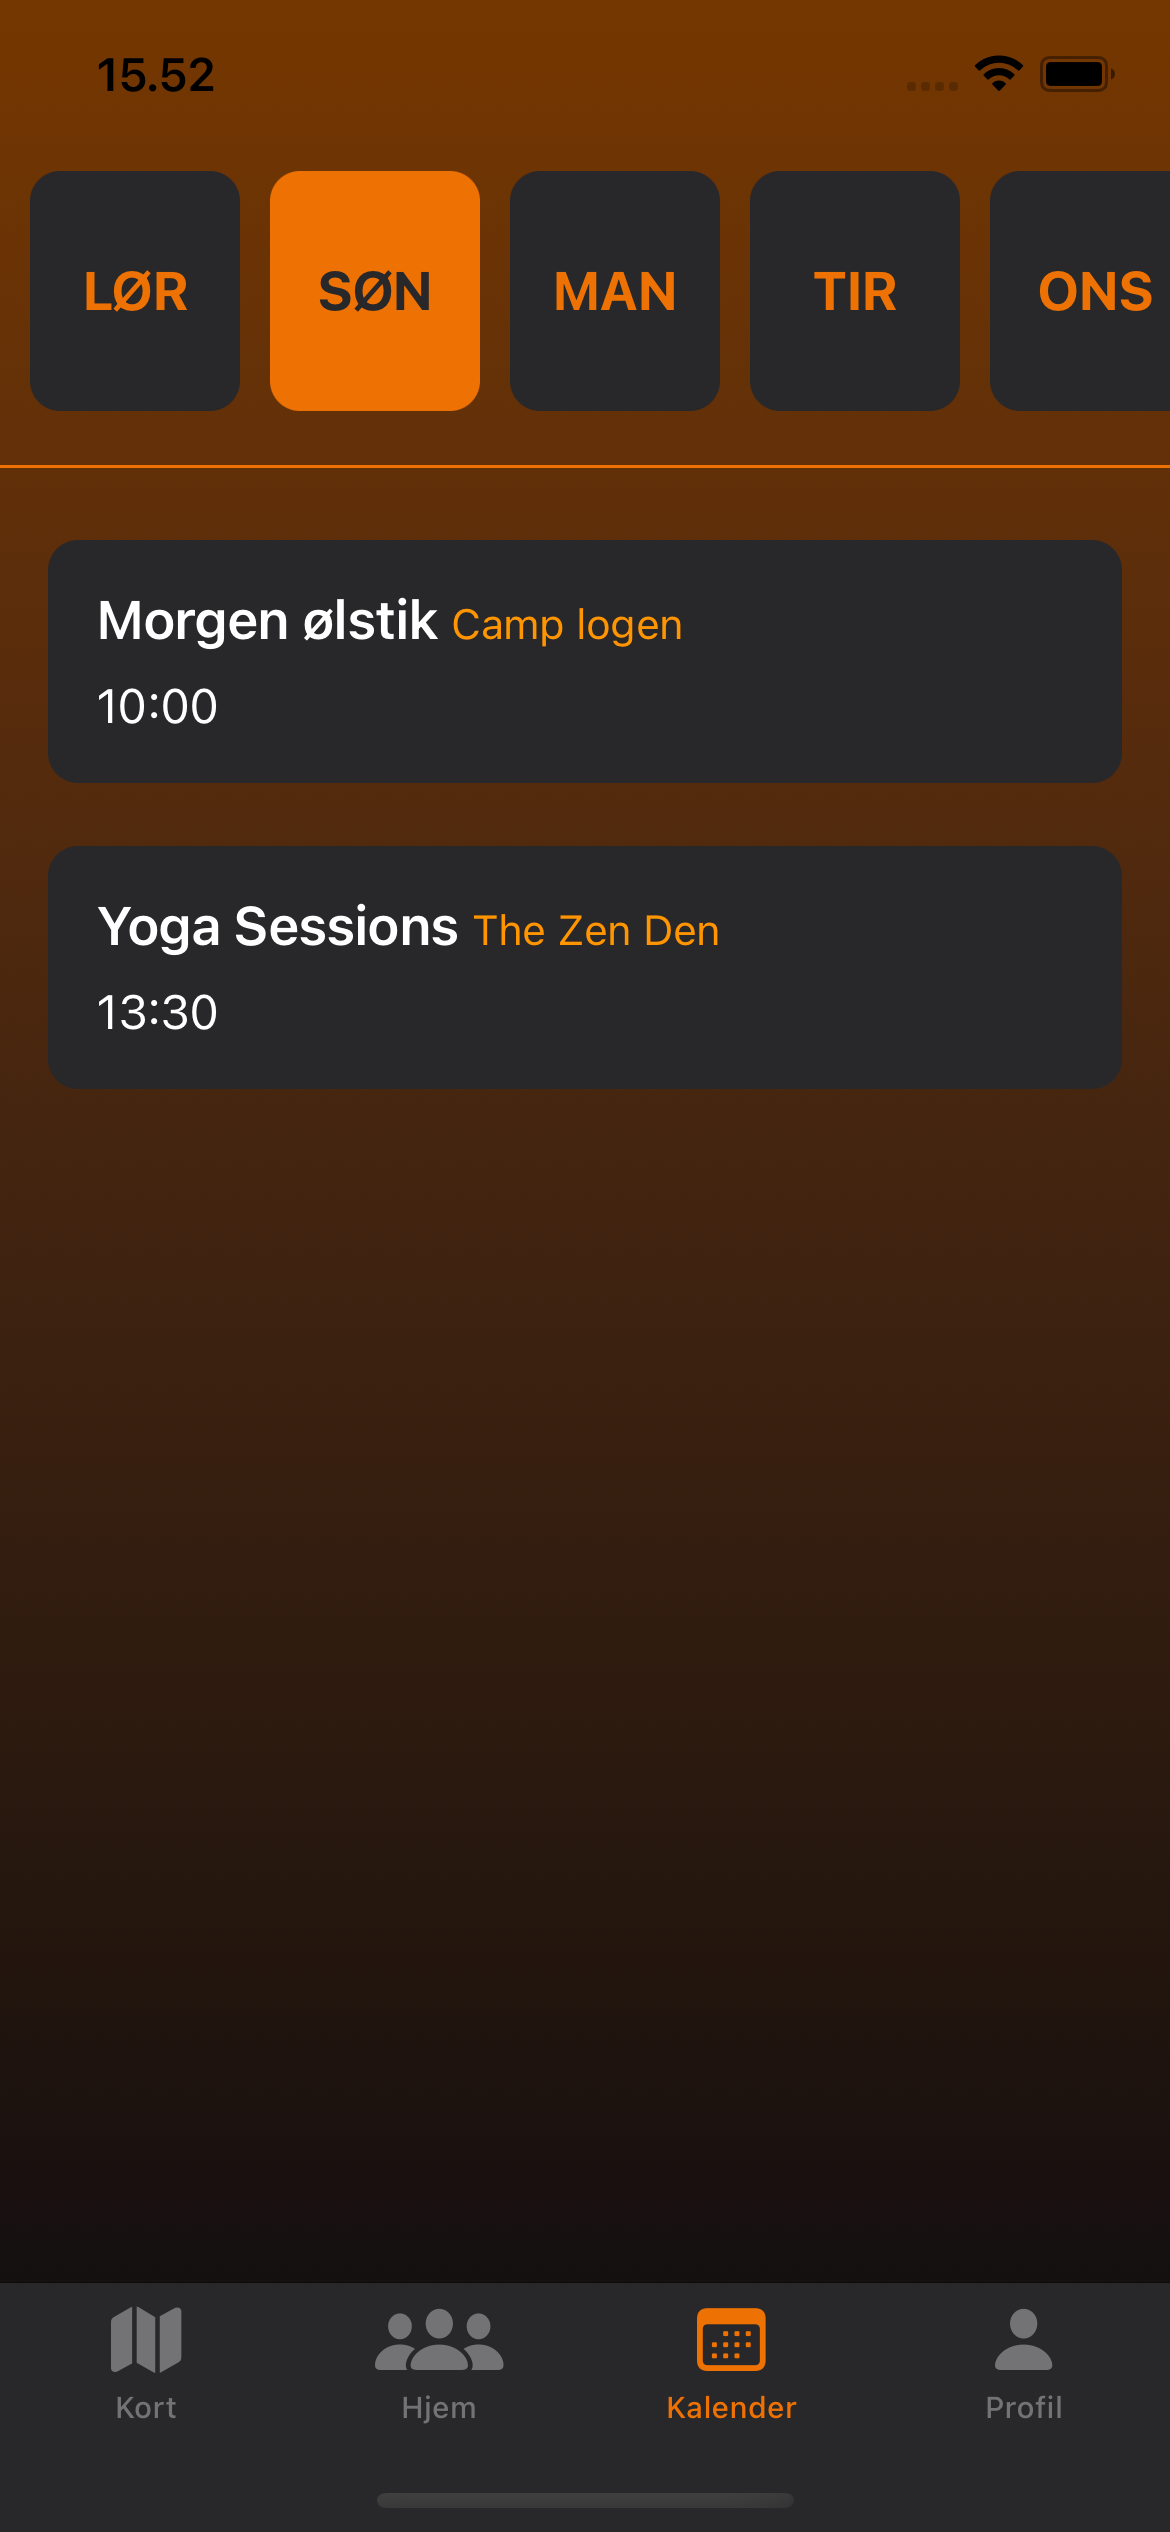 15.52
LØR SØN MAN TIR ONS
Morgen ølstik Camp logen
10:00
Yoga Sessions The Zen Den
13:30
Kort Hjem Kalender Profil